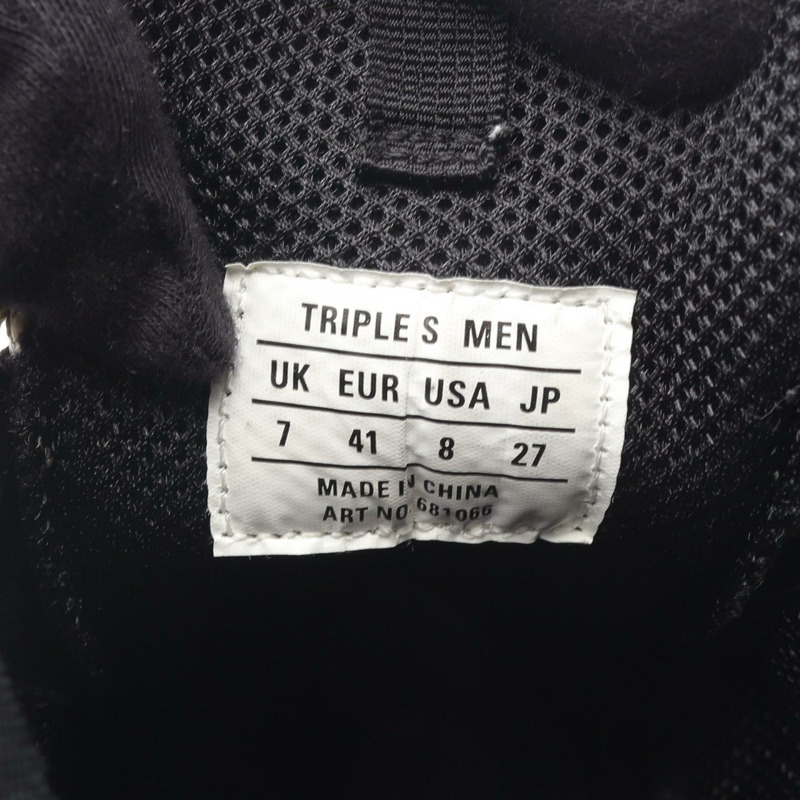 TRIPLE S MEN
UK EUR USA JP
7 41 8 27
MADE IN CHINA
ART NO 681066